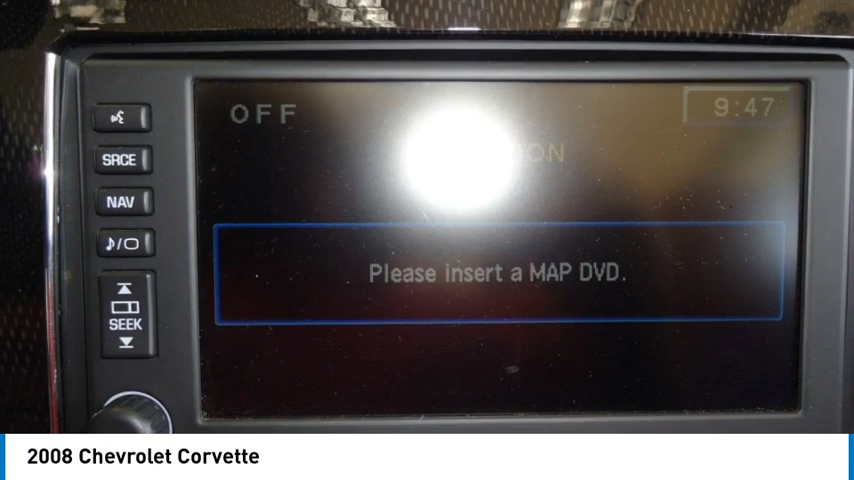 OFF
9:47
SRCE
NAV
Please insert a MAP DVD.
SEEK
2008 Chevrolet Corvette